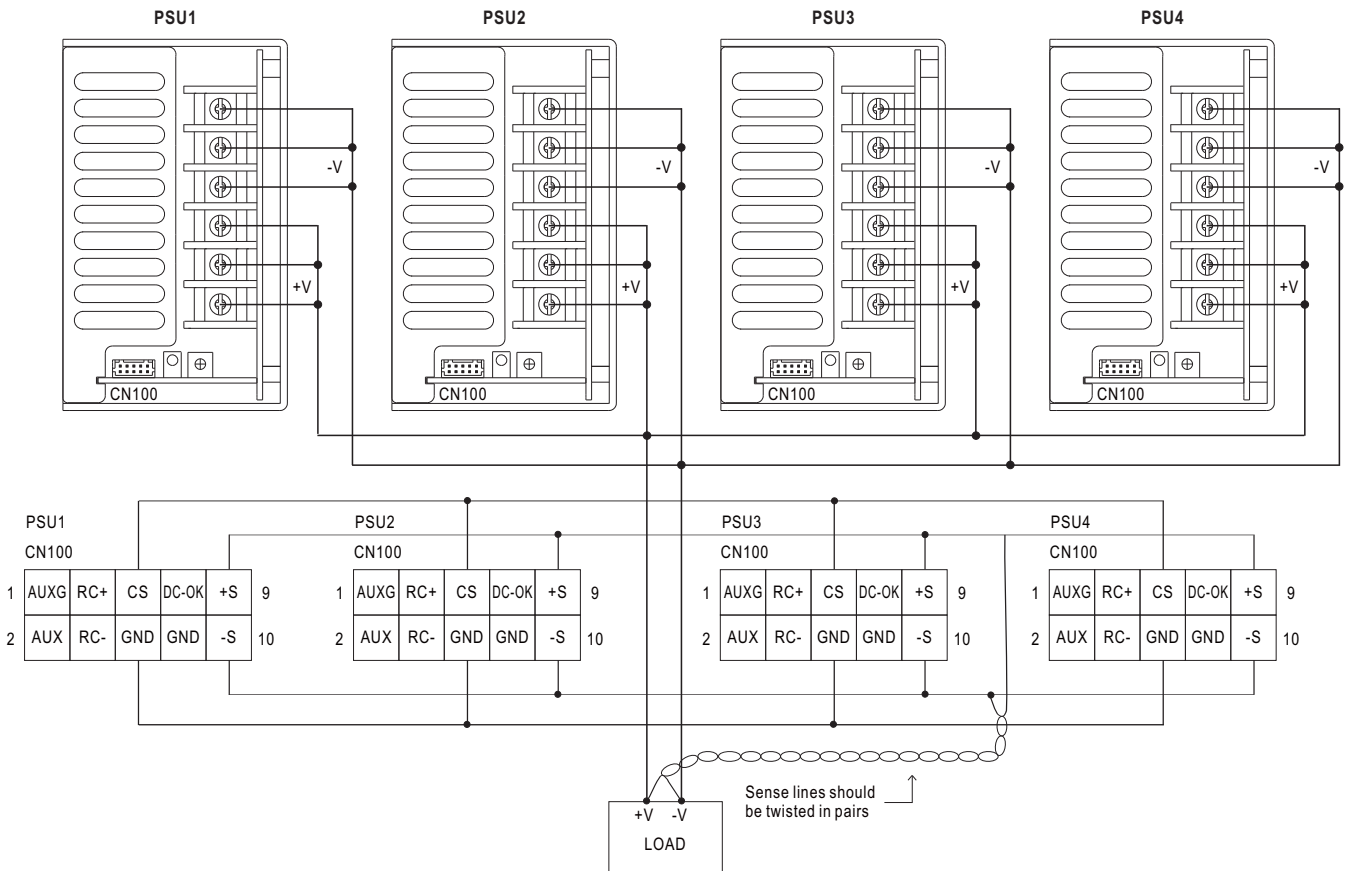 PSU1 PSU2 PSU3 PSU4
-V -V -V -V
+V +V +V +V
CN100 CN100 CN100 CN100
PSU1 PSU2 PSU3 PSU4
CN100 CN100 CN100 CN100
1 AUXG RC+ CS DC-OK +S 9 1 AUXG RC+ CS DC-OK +S 9 1 AUXG RC+ CS DC-OK +S 9 1 AUXG RC+ CS DC-OK +S 9
2 AUX RC- GND GND -S 10 2 AUX RC- GND GND -S 10 2 AUX RC- GND GND -S 10 2 AUX RC- GND GND -S 10
Sense lines should
be twisted in pairs
+V -V
LOAD